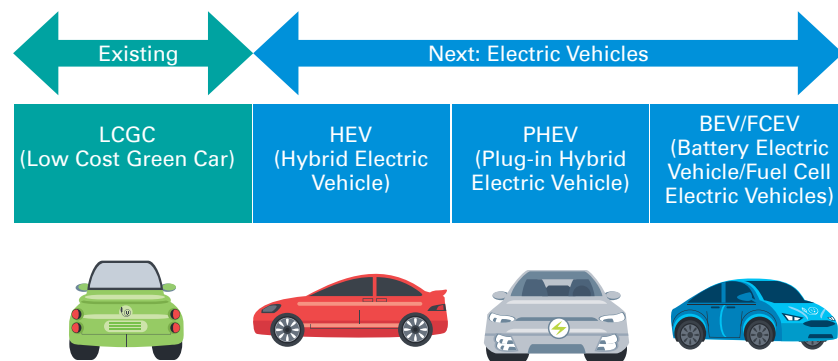 Existing
Next: Electric Vehicles
LCGC
(Low Cost Green Car)
HEV
(Hybrid Electric
Vehicle)
PHEV
(Plug-in Hybrid
Electric Vehicle)
BEV/FCEV
(Battery Electric
Vehicle/Fuel Cell
Electric Vehicles)